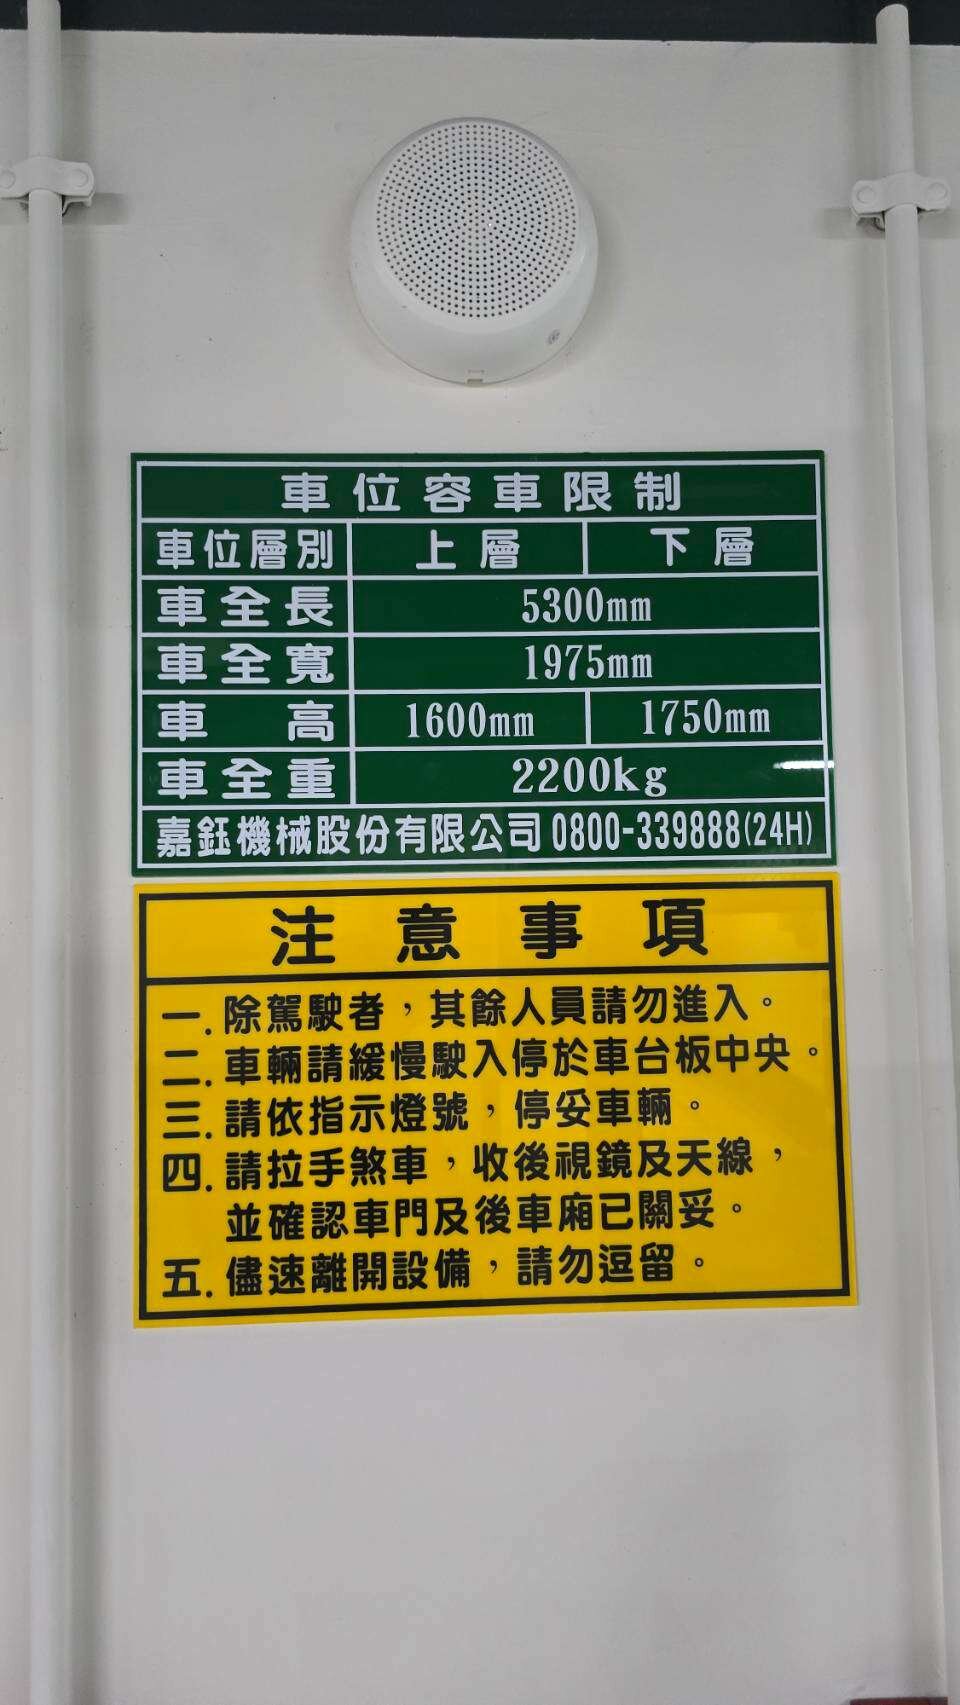 車位容車限制
車位層別 上層 下層
車全長 5300mm
車全寬 1975mm
車高 1600mm 1750mm
車全重 2200kg
嘉鈺機械股份有限公司 0800-339888(24H)
注意事項
一.除駕駛者，其餘人員請勿進入。
二.車輛請緩慢駛入停於車台板中央。
三.請依指示燈號，停妥車輛。
四.請拉手煞車，收後視鏡及天線，
並確認車門及後車廂已關妥。
五.儘速離開設備，請勿逗留。